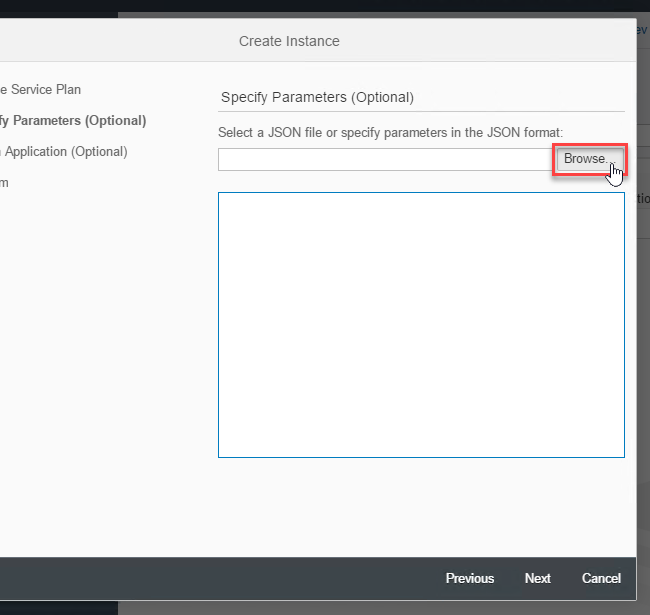 Create Instance
e Service Plan
fy Parameters (Optional)
Application (Optional)
m
Specify Parameters (Optional)
Select a JSON file or specify parameters in the JSON format:
Browse...
ev
tio
Previous Next Cancel